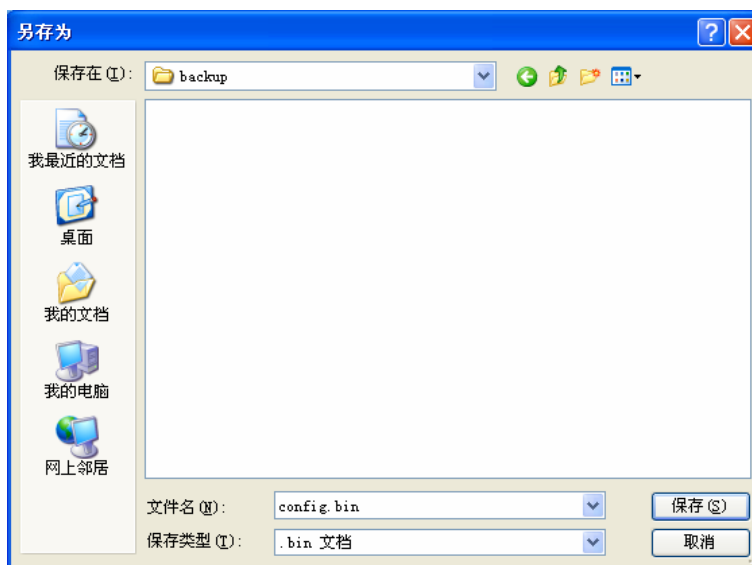 另存为
保存在(I): backup
我最近的文档
桌面
我的文档
我的电脑
网上邻居
文件名(N): config.bin 保存(S)
保存类型(T): .bin 文档 取消